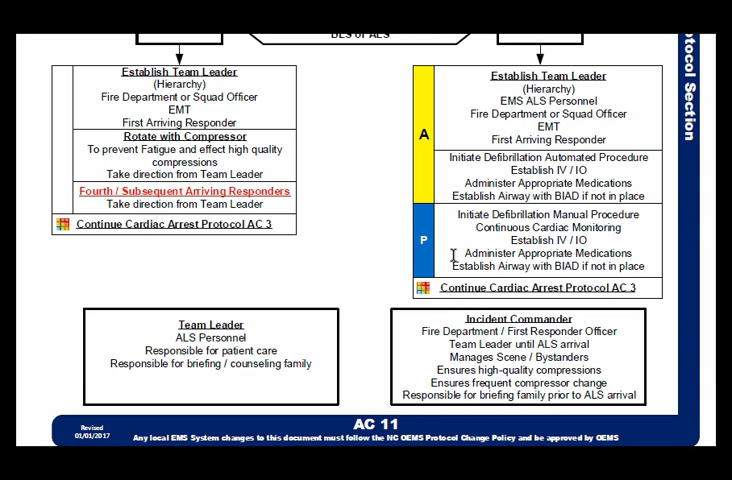 BLS or ALS
Establish Team Leader
(Hierarchy)
Fire Department or Squad Officer
EMT
First Arriving Responder
Rotate with Compressor
To prevent Fatigue and effect high quality
compressions
Take direction from Team Leader
Fourth / Subsequent Arriving Responders
Take direction from Team Leader
Continue Cardiac Arrest Protocol AC 3
A
Establish Team Leader
(Hierarchy)
EMS ALS Personnel
Fire Department or Squad Officer
EMT
First Arriving Responder
Initiate Defibrillation Automated Procedure
Establish IV / IO
Administer Appropriate Medications
Establish Airway with BIAD if not in place
P
Initiate Defibrillation Manual Procedure
Continuous Cardiac Monitoring
Establish IV / IO
Administer Appropriate Medications
Establish Airway with BIAD if not in place
Continue Cardiac Arrest Protocol AC 3
Team Leader
ALS Personnel
Responsible for patient care
Responsible for briefing / counseling family
Incident Commander
Fire Department / First Responder Officer
Team Leader until ALS arrival
Manages Scene / Bystanders
Ensures high-quality compressions
Ensures frequent compressor change
Responsible for briefing family prior to ALS arrival
otocol Section
Revised
01/01/2017
AC 11
Any local EMS System changes to this document must follow the NC OEMS Protocol Change Policy and be approved by OEMS